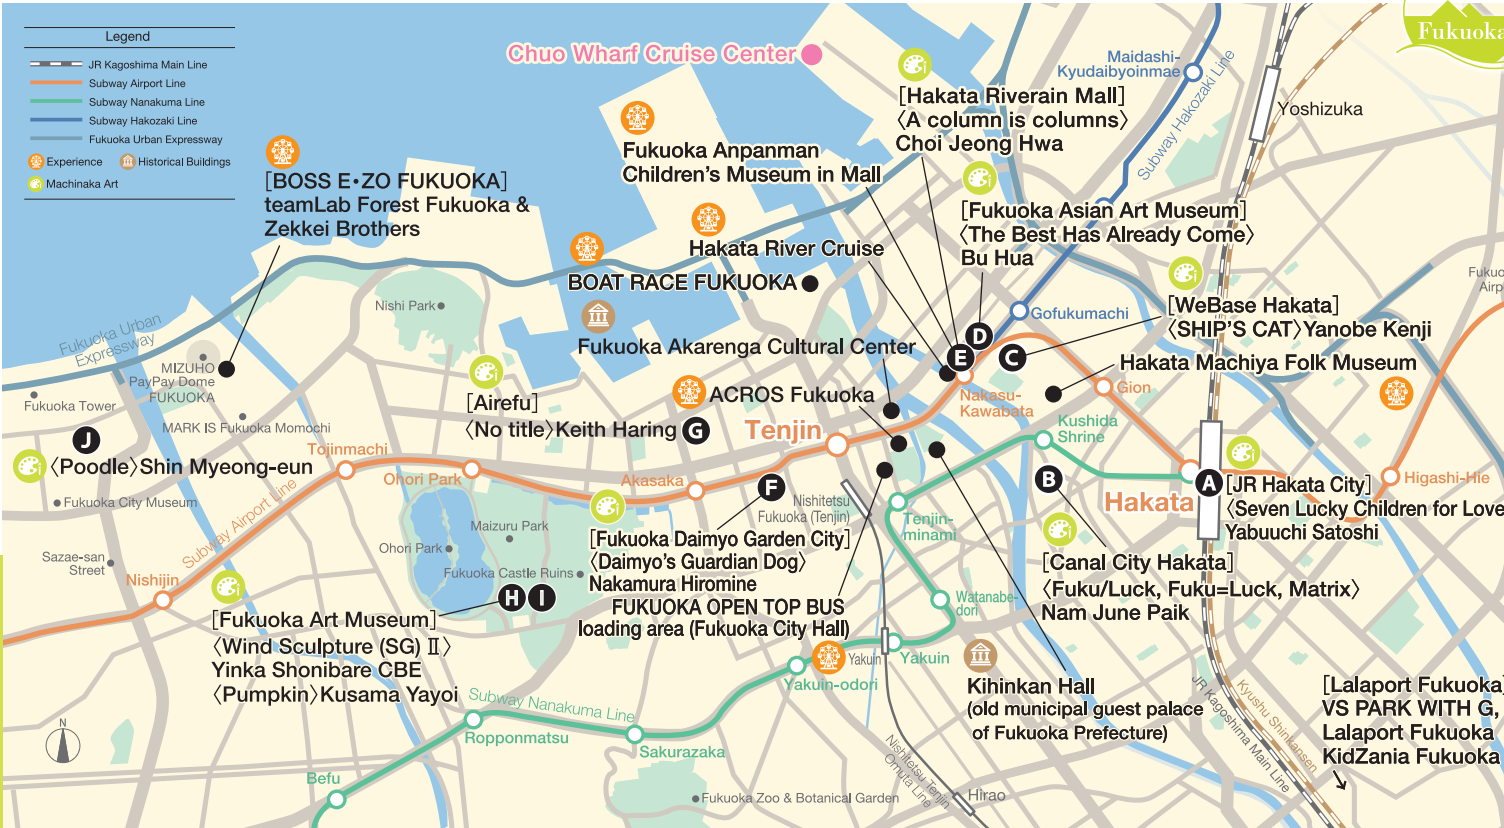 Legend
JR Kagoshima Main Line
Subway Airport Line
Subway Nanakuma Line
Subway Hakozaki Line
Fukuoka Urban Expressway
Experience
Historical Buildings
Machinaka Art
Fukuoka
Chuo Wharf Cruise Center
Maidashi-
Kyudaibyoinmae
Subway Hakozaki Line
Yoshizuka
[Hakata Riverain Mall]
〈A column is columns〉
Choi Jeong Hwa
Fukuoka Anpanman
Children's Museum in Mall
[BOSS E•ZO FUKUOKA]
teamLab Forest Fukuoka &
Zekkei Brothers
[Fukuoka Asian Art Museum]
〈The Best Has Already Come〉
Bu Hua
Hakata River Cruise
BOAT RACE FUKUOKA
Nishi Park
[WeBase Hakata]
〈SHIP'S CAT〉Yanobe Kenji
Gofukumachi
Fukuoka Akarenga Cultural Center
Fukuoka Urban
Expressway
D
E
C
Hakata Machiya Folk Museum
MIZUHO
PayPay Dome
FUKUOKA
Fukuoka Tower
MARK IS Fukuoka Momochi
[Airefu]
〈No title〉Keith Haring
G
ACROS Fukuoka
Nakasu-
Kawabata
Gion
Kushida
Shrine
Tenjin
J
〈Poodle〉Shin Myeong-eun
Tojinmachi
Ohori Park
Akasaka
F
B
A
Hakata
Higashi-Hie
[JR Hakata City]
〈Seven Lucky Children for Love
Yabuuchi Satoshi
Fukuoka City Museum
Subway Airport Line
Nishitetsu
Fukuoka (Tenjin)
Tenjin-
minami
Maizuru Park
Ohori Park
Fukuoka Castle Ruins
[Fukuoka Daimyo Garden City]
〈Daimyo's Guardian Dog〉
Nakamura Hiromine
[Canal City Hakata]
〈Fuku/Luck, Fuku=Luck, Matrix〉
Nam June Paik
Sazae-san
Street
Nishijin
H
I
FUKUOKA OPEN TOP BUS
loading area (Fukuoka City Hall)
Watanabe-
dori
[Fukuoka Art Museum]
〈Wind Sculpture (SG) Ⅱ〉
Yinka Shonibare CBE
〈Pumpkin〉Kusama Yayoi
Yakuin
Yakuin
Yakuin-odori
Kihinkan Hall
(old municipal guest palace
of Fukuoka Prefecture)
[Lalaport Fukuoka]
VS PARK WITH G,
Lalaport Fukuoka
KidZania Fukuoka
Subway Nanakuma Line
Ropponmatsu
Sakurazaka
Befu
N
Fukuoka Zoo & Botanical Garden
Nishitetsu Tenjin
Omuta Line
Hirao
JR Kagoshima Main Line
Kyushu Shinkansen